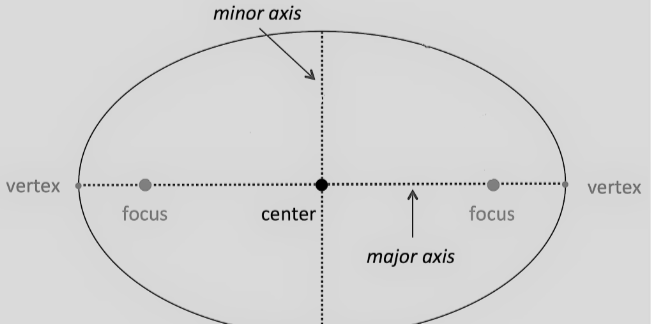 minor axis
vertex
vertex
focus
center
focus
major axis